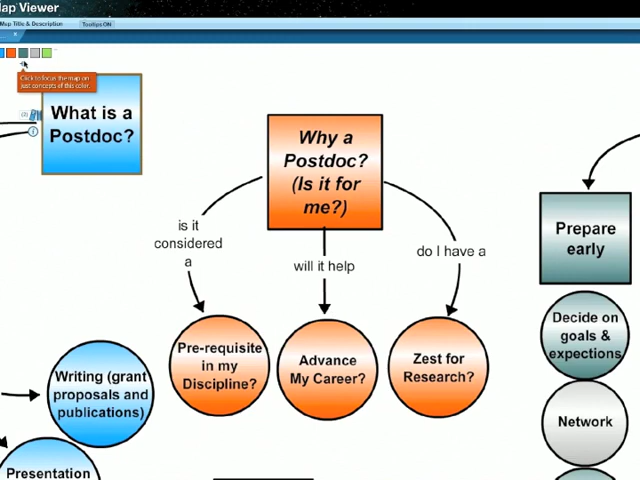 Map Viewer
Map Title & Description
Tooltips ON
Click to focus the map on
just concepts of this color.
What is a
Postdoc?
Why a
Postdoc?
(Is it for
me?)
is it
considered
a
will it help
do I have a
Prepare
early
Pre-requisite
in my
Discipline?
Advance
My Career?
Zest for
Research?
Decide on
goals &
expections
Network
Writing (grant
proposals and
publications)
Presentation